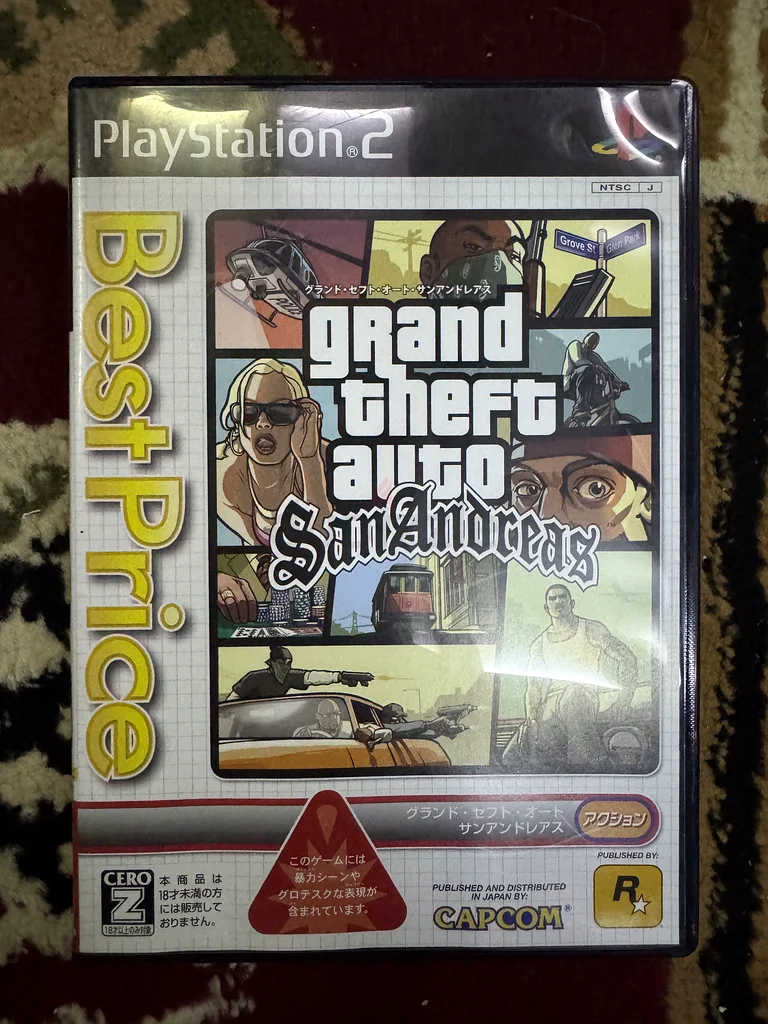 PlayStation®2
NTSC J
Best Price
Grove St
Glen Park
グランド・セフト・オート・サンアンドレアス
grand
theft
auto
San Andreas
TM
グランド・セフト・オート
サンアンドレアス
アクション
このゲームには
暴力シーンや
グロテスクな表現が
含まれています。
CERO
Z
18才以上のみ対象
本商品は
18才未満の方
には販売して
おりません。
PUBLISHED AND DISTRIBUTED
IN JAPAN BY:
CAPCOM®
PUBLISHED BY:
R